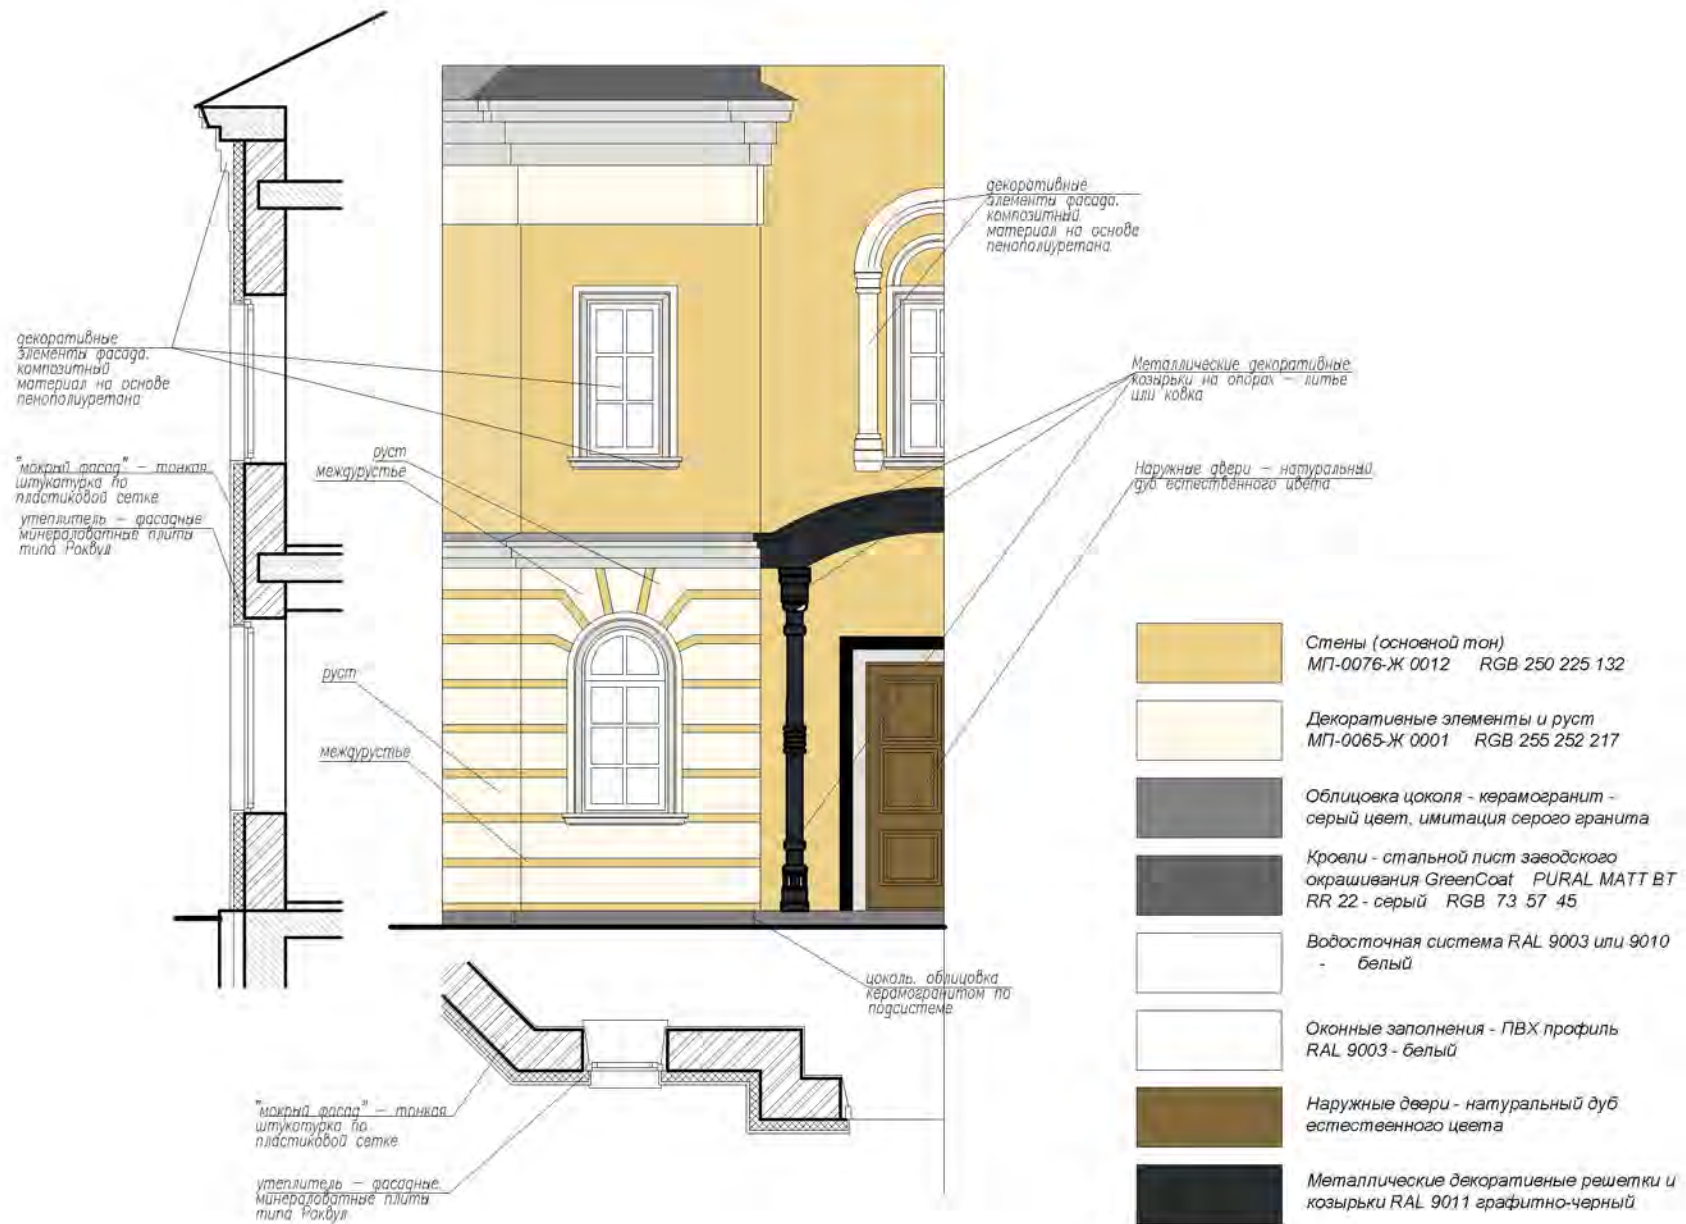 декоративные
элементы фасада.
композитный
материал на основе
пенополиуретана
"мокрый фасад" – тонкая
штукатурка по
пластиковой сетке
утеплитель – фасадные
минераловатные плиты
типа Роквул
руст
междурустье
руст
междурустье
декоративные
элементы фасада.
композитный
материал на основе
пенополиуретана
Металлические декоративные
козырьки на опорах – литье
или ковка
Наружные двери – натуральный
дуб естественного цвета
цоколь. облицовка
керамогранитом по
подсистеме
"мокрый фасад" – тонкая
штукатурка по
пластиковой сетке
утеплитель – фасадные
минераловатные плиты
типа Роквул
Стены (основной тон)
МП-0076-Ж 0012 RGB 250 225 132
Декоративные элементы и руст
МП-0065-Ж 0001 RGB 255 252 217
Облицовка цоколя - керамогранит -
серый цвет, имитация серого гранита
Кровли - стальной лист заводского
окрашивания GreenCoat PURAL MATT BT
RR 22 - серый RGB 73 57 45
Водосточная система RAL 9003 или 9010
- белый
Оконные заполнения - ПВХ профиль
RAL 9003 - белый
Наружные двери - натуральный дуб
естественного цвета
Металлические декоративные решетки и
козырьки RAL 9011 графитно-черный